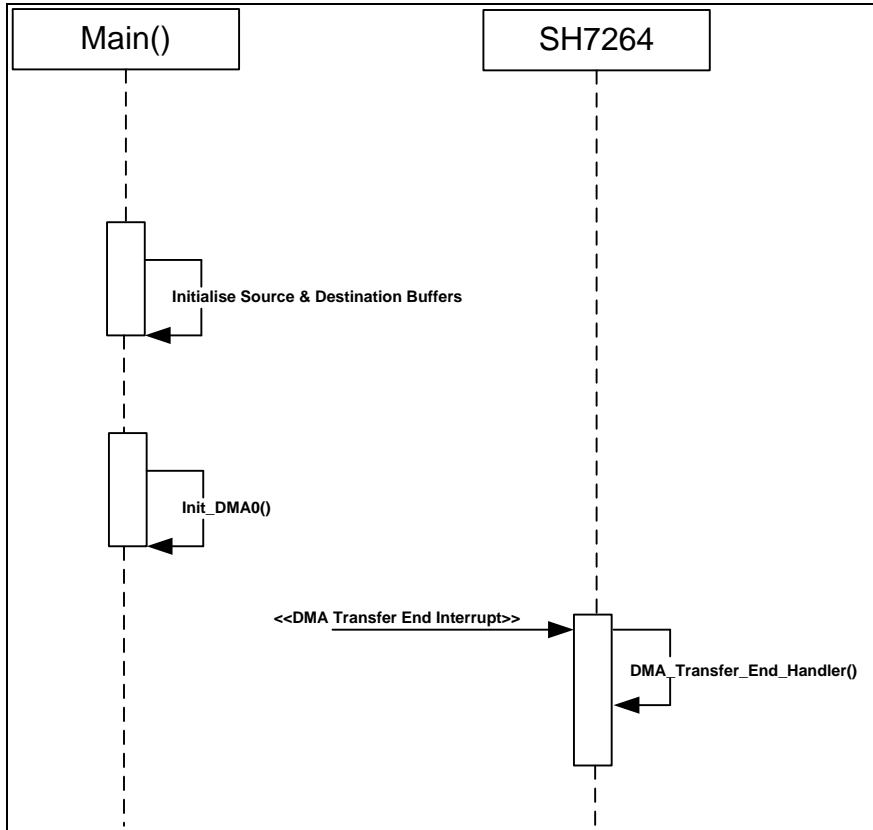 Main()
SH7264
Initialise Source & Destination Buffers
Init_DMA0()
<<DMA Transfer End Interrupt>>
DMA_Transfer_End_Handler()